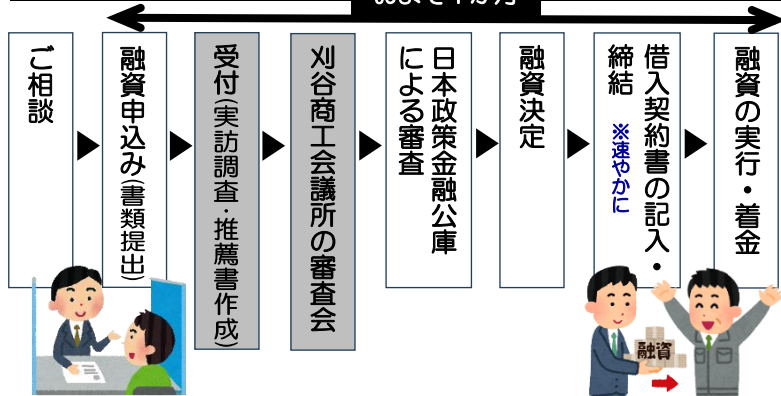 ご相談
融資申込み(書類提出)
受付(実訪調査・推薦書作成)
刈谷商工会議所の審査会
日本政策金融公庫
による審査
融資決定
借入契約書の記入・
締結 ※速やかに
融資の実行・着金
融資